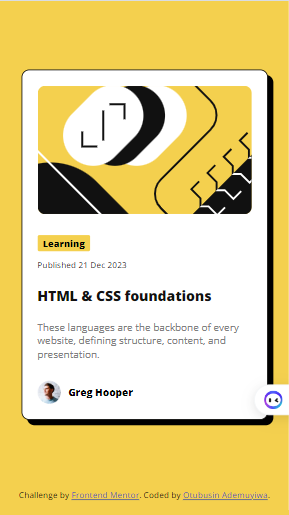 Learning
Published 21 Dec 2023
HTML & CSS foundations
These languages are the backbone of every
website, defining structure, content, and
presentation.
Greg Hooper
Challenge by Frontend Mentor. Coded by Otubusin Ademuyiwa.